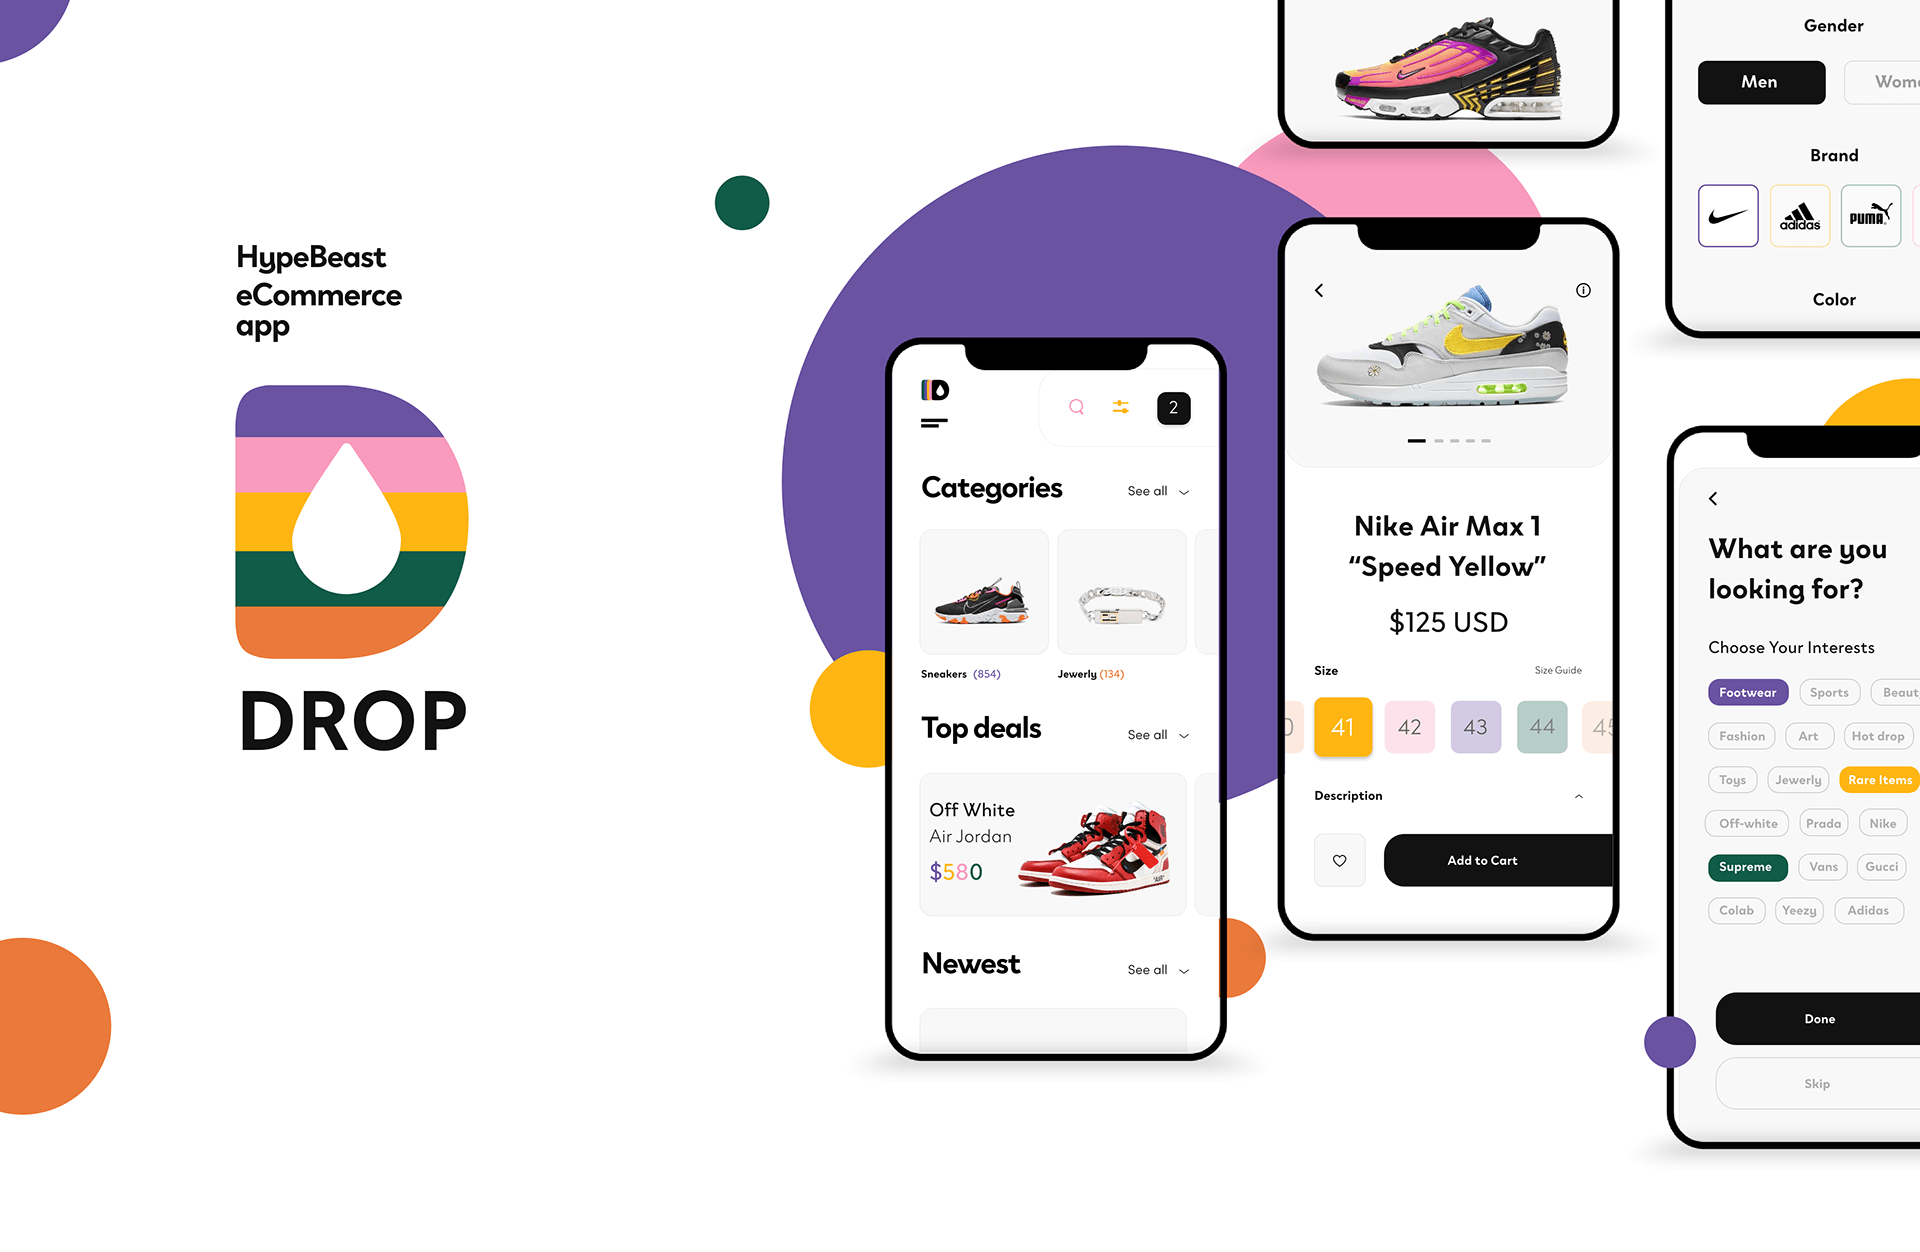 HypeBeast
eCommerce
app
DROP
D
2
Categories
See all
Sneakers (854)
Jewerly (134)
Top deals
See all
Off White
Air Jordan
$580
"AIR"
Newest
See all
Nike Air Max 1
“Speed Yellow”
$125 USD
Size
Size Guide
41
42
43
44
Description
Add to Cart
Gender
Men
Brand
adidas
PUMA
Color
What are you
looking for?
Choose Your Interests
Footwear
Sports
Beaut
Fashion
Art
Hot drop
Toys
Jewerly
Rare Items
Off-white
Prada
Nike
Supreme
Vans
Gucci
Colab
Yeezy
Adidas
Done
Skip